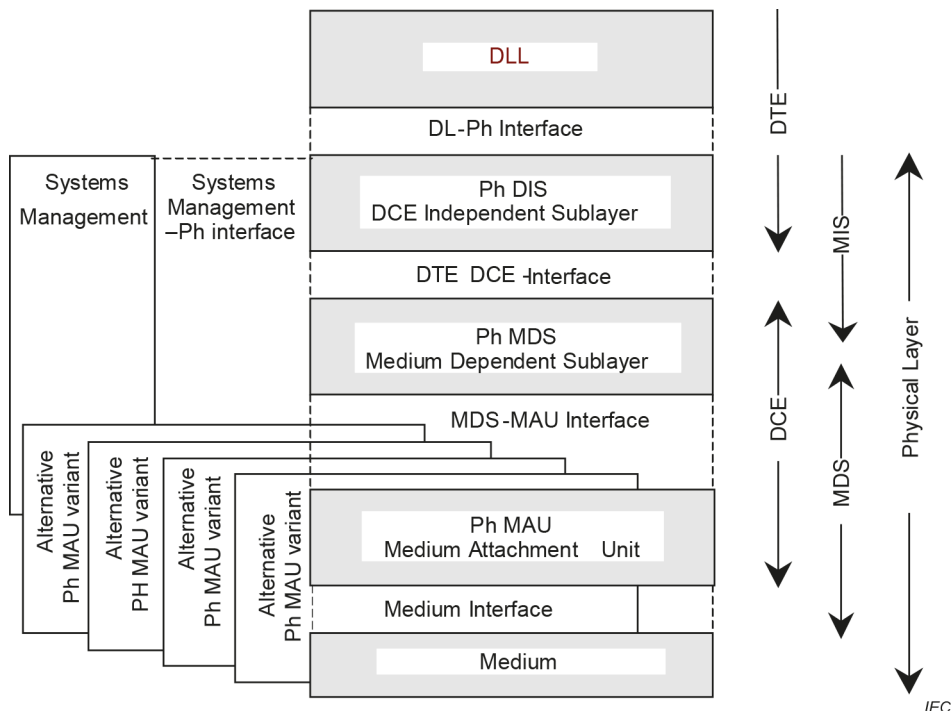 DLL
DL-Ph Interface
DTE
Systems
Management
Systems
Management
–Ph interface
Ph DIS
DCE Independent Sublayer
MIS
DTE DCE -Interface
Ph MDS
Medium Dependent Sublayer
Physical Layer
DCE
MDS-MAU Interface
MDS
Alternative
Ph MAU variant
Alternative
PH MAU variant
Alternative
Ph MAU variant
Alternative
Ph MAU variant
Ph MAU
Medium Attachment Unit
Medium Interface
Medium
IEC